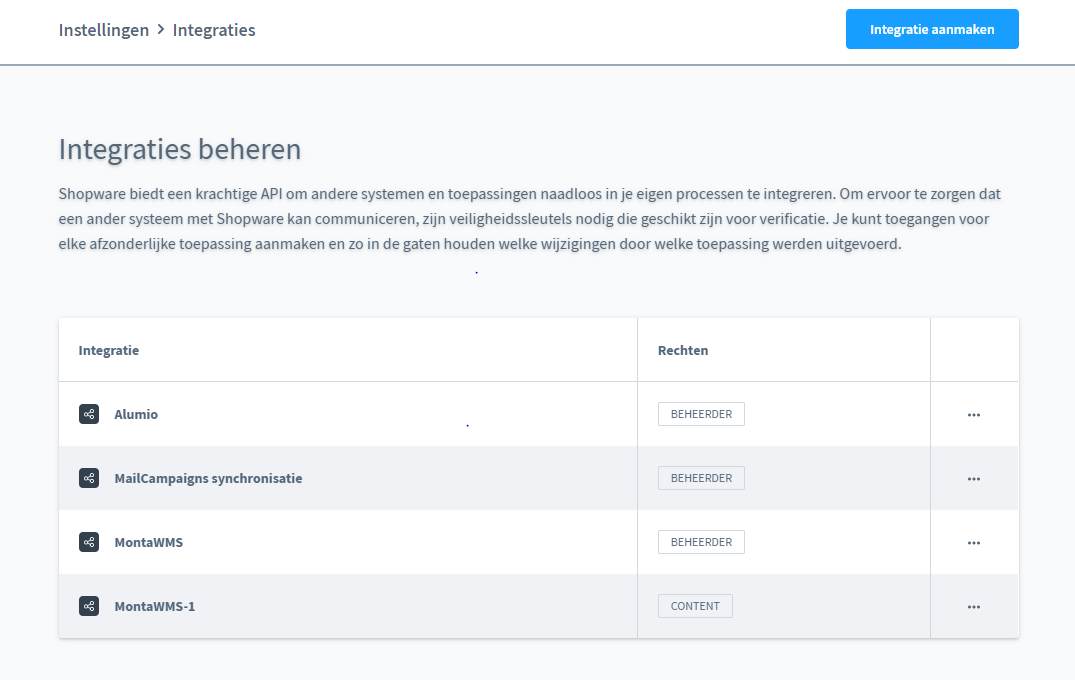 Instellingen > Integraties
Integratie aanmaken
Integraties beheren
Shopware biedt een krachtige API om andere systemen en toepassingen naadloos in je eigen processen te integreren. Om ervoor te zorgen dat
een ander systeem met Shopware kan communiceren, zijn veiligheidssleutels nodig die geschikt zijn voor verificatie. Je kunt toegangen voor
elke afzonderlijke toepassing aanmaken en zo in de gaten houden welke wijzigingen door welke toepassing werden uitgevoerd.
Integratie Rechten
Alumio BEHEERDER
MailCampaigns synchronisatie BEHEERDER
MontaWMS BEHEERDER
MontaWMS-1 CONTENT